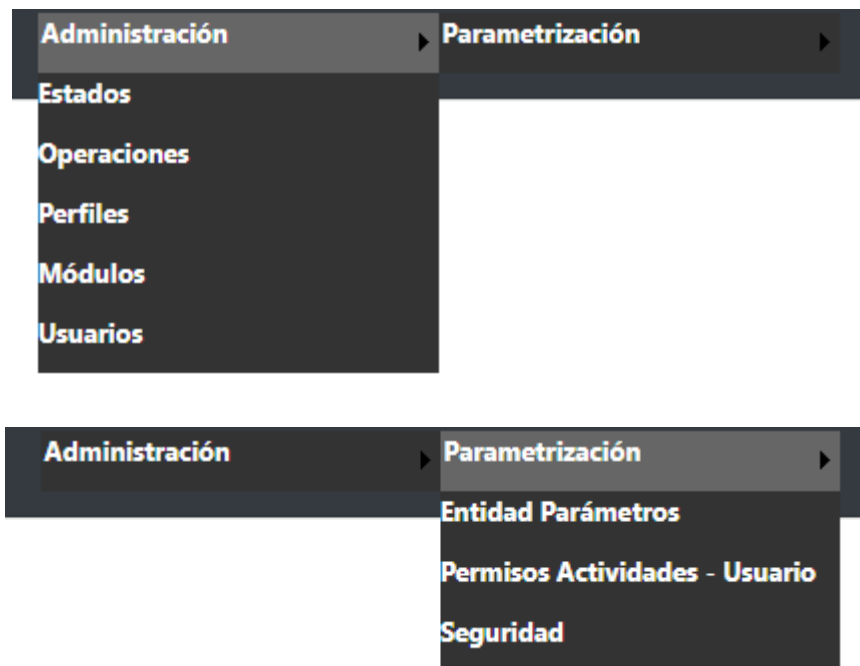 Administración Parametrización
Estados
Operaciones
Perfiles
Módulos
Usuarios
Administración Parametrización
Entidad Parámetros
Permisos Actividades - Usuario
Seguridad